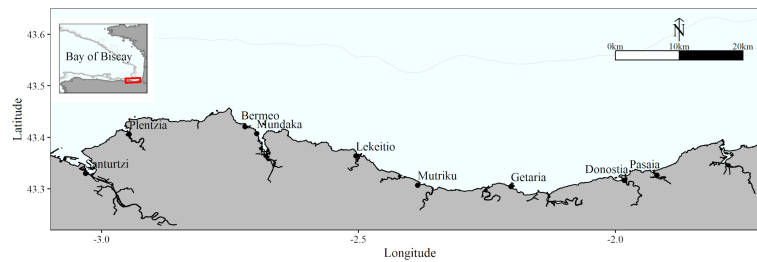 43.6
43.5
43.4
43.3
Latitude
Bay of Biscay
N
0km
10km
20km
Plentzia
Bermeo
Mundaka
Lekeitio
Santurtzi
Mutriku
Getaria
Donostia
Pasaia
-3.0
-2.5
-2.0
Longitude